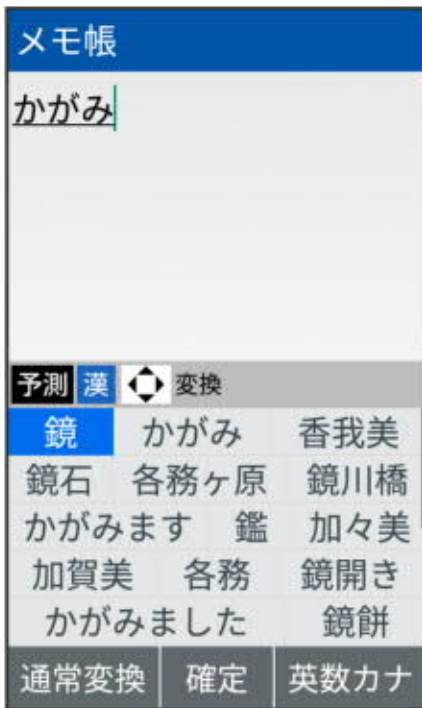 メモ帳
かがみ
予測 漢 変換
鏡 かがみ 香我美
鏡石 各務ヶ原 鏡川橋
かがみます 鑑 加々美
加賀美 各務 鏡開き
かがみました 鏡餅
通常変換 確定 英数カナ